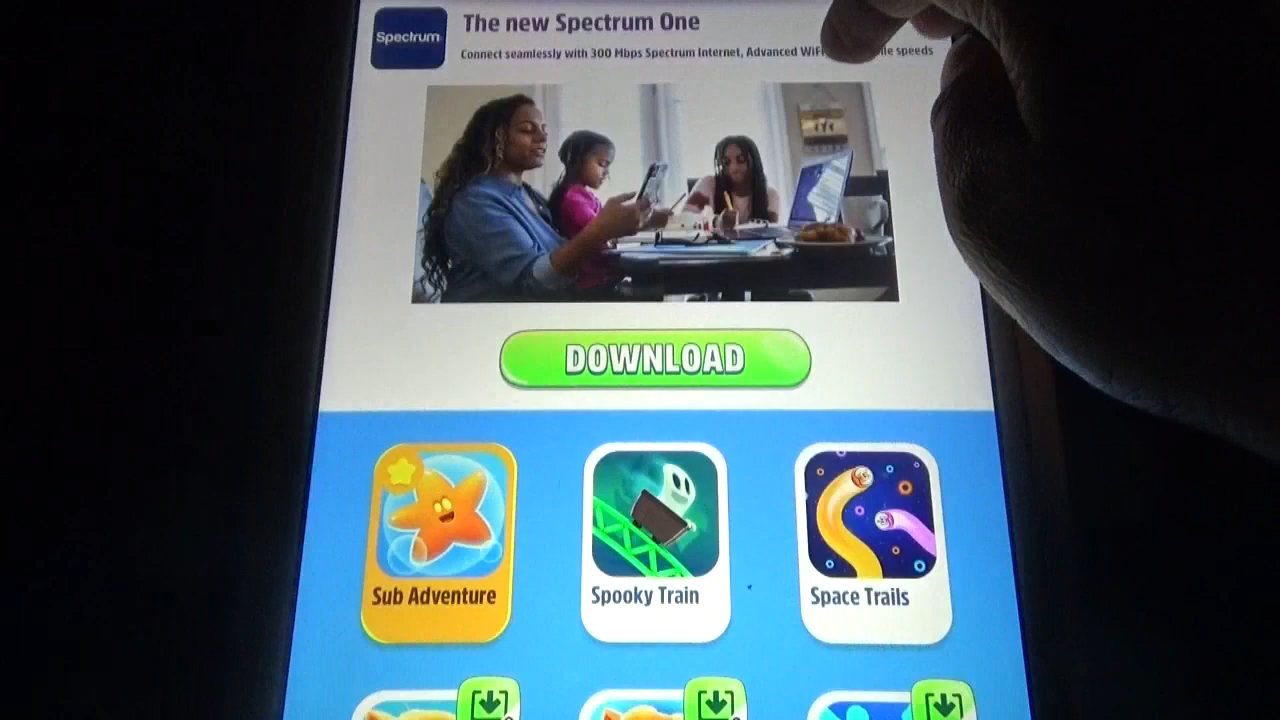 Spectrum
The new Spectrum One
Connect seamlessly with 300 Mbps Spectrum Internet, Advanced WiFi speeds
DOWNLOAD
Sub Adventure
Spooky Train
Space Trails